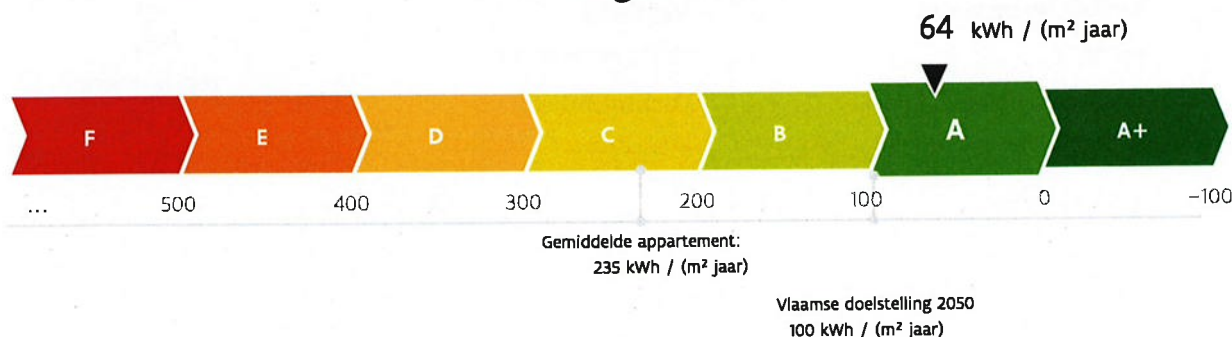 64 kWh / (m² jaar)
F E D C B A A+
... 500 400 300 200 100 0 -100
Gemiddelde appartement:
235 kWh / (m² jaar)
Vlaamse doelstelling 2050
100 kWh / (m² jaar)